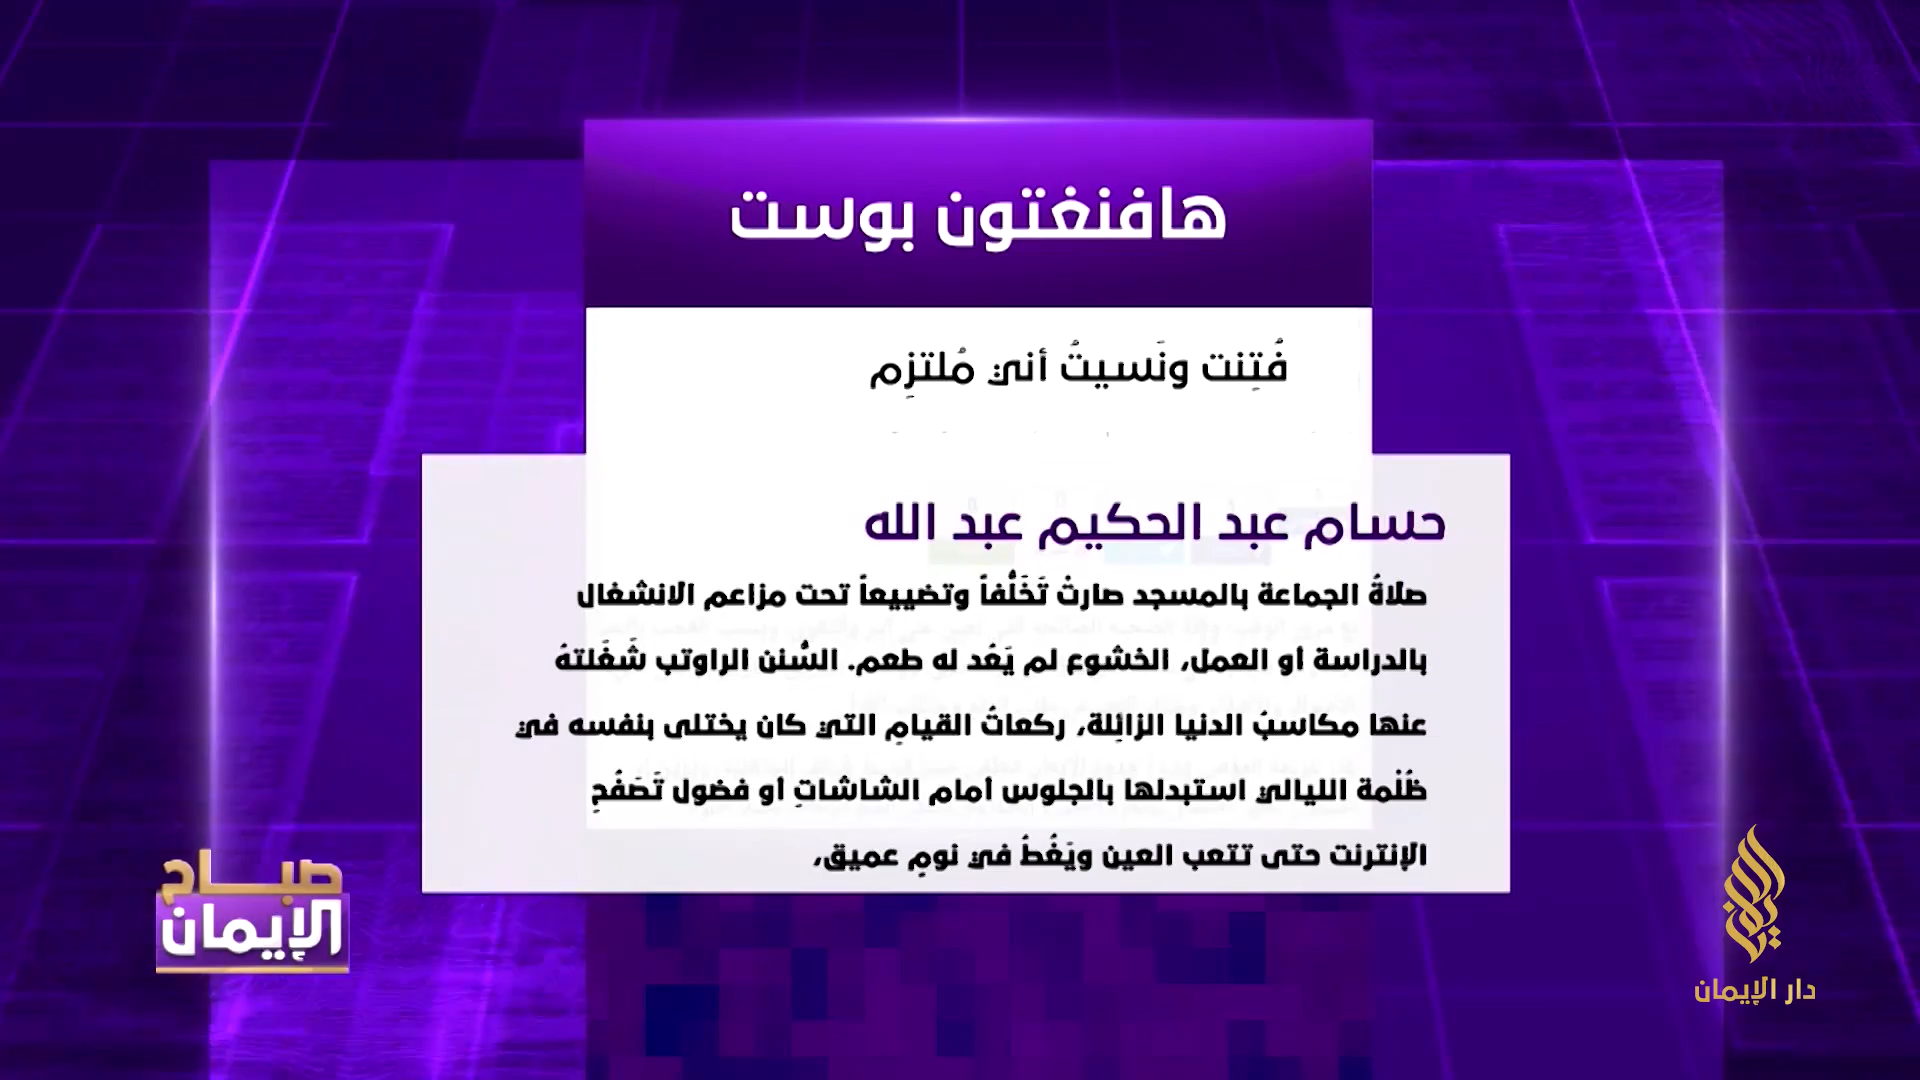 هافنغتون بوست
فُتِنت ونَسيتُ أني مُلتزِم
حسام عبد الحكيم عبد الله
صلاةُ الجماعة بالمسجد صارتْ تَخَلُّفاً وتضييعاً تحت مزاعم الانشغال
بالدراسة أو العمل، الخشوع لم يَعُد له طعم. السُّنن الراوتب شَغَلتهُ
عنها مكاسبُ الدنيا الزائِلة، ركعاتُ القيامِ التي كان يختلى بنفسه في
ظُلْمة الليالي استبدلها بالجلوس أمام الشاشاتِ أو فضول تَصَفُحِ
الإنترنت حتى تتعب العين ويَغُطُ في نومٍ عميق،
صباح
الإيمان
دار الإيمان